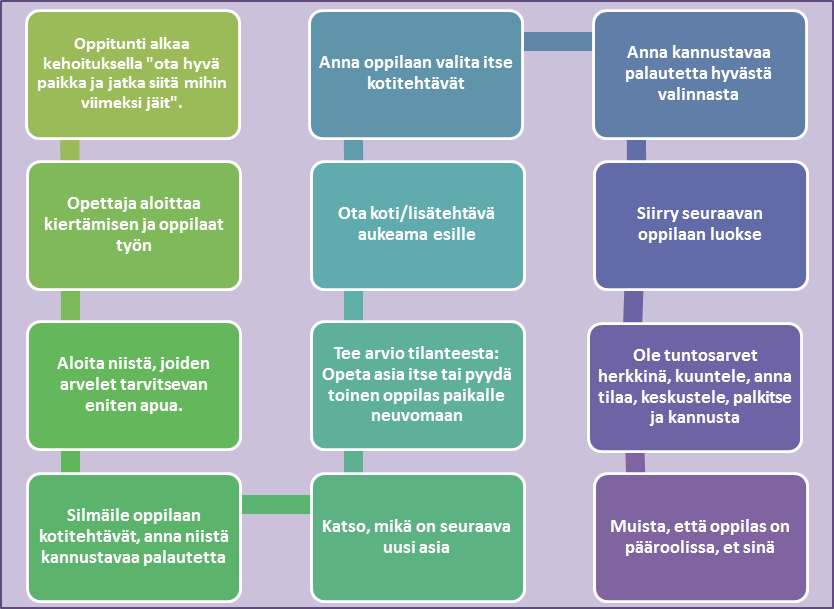 Oppitunti alkaa
kehoituksella "ota hyvä
paikka ja jatka siitä mihin
viimeksi jäit".
Opettaja aloittaa
kiertämisen ja oppilaat
työn
Aloita niistä, joiden
arvelet tarvitsevan
eniten apua.
Silmäile oppilaan
kotitehtävät, anna niistä
kannustavaa palautetta
Katso, mikä on seuraava
uusi asia
Tee arvio tilanteesta:
Opeta asia itse tai pyydä
toinen oppilas paikalle
neuvomaan
Ota koti/lisätehtävä
aukeama esille
Anna oppilaan valita itse
kotitehtävät
Anna kannustavaa
palautetta hyvästä
valinnasta
Siirry seuraavan
oppilaan luokse
Ole tuntosarvet
herkkinä, kuuntele, anna
tilaa, keskustele, palkitse
ja kannusta
Muista, että oppilas on
pääroolissa, et sinä